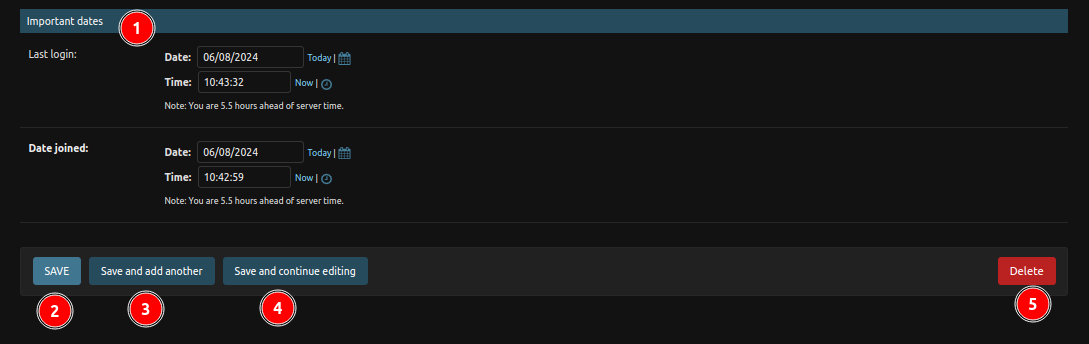 Important dates 1
Last login: Date: 06/08/2024 Today |
Time: 10:43:32 Now |
Note: You are 5.5 hours ahead of server time.
Date joined: Date: 06/08/2024 Today |
Time: 10:42:59 Now |
Note: You are 5.5 hours ahead of server time.
SAVE Save and add another Save and continue editing Delete
2 3 4 5